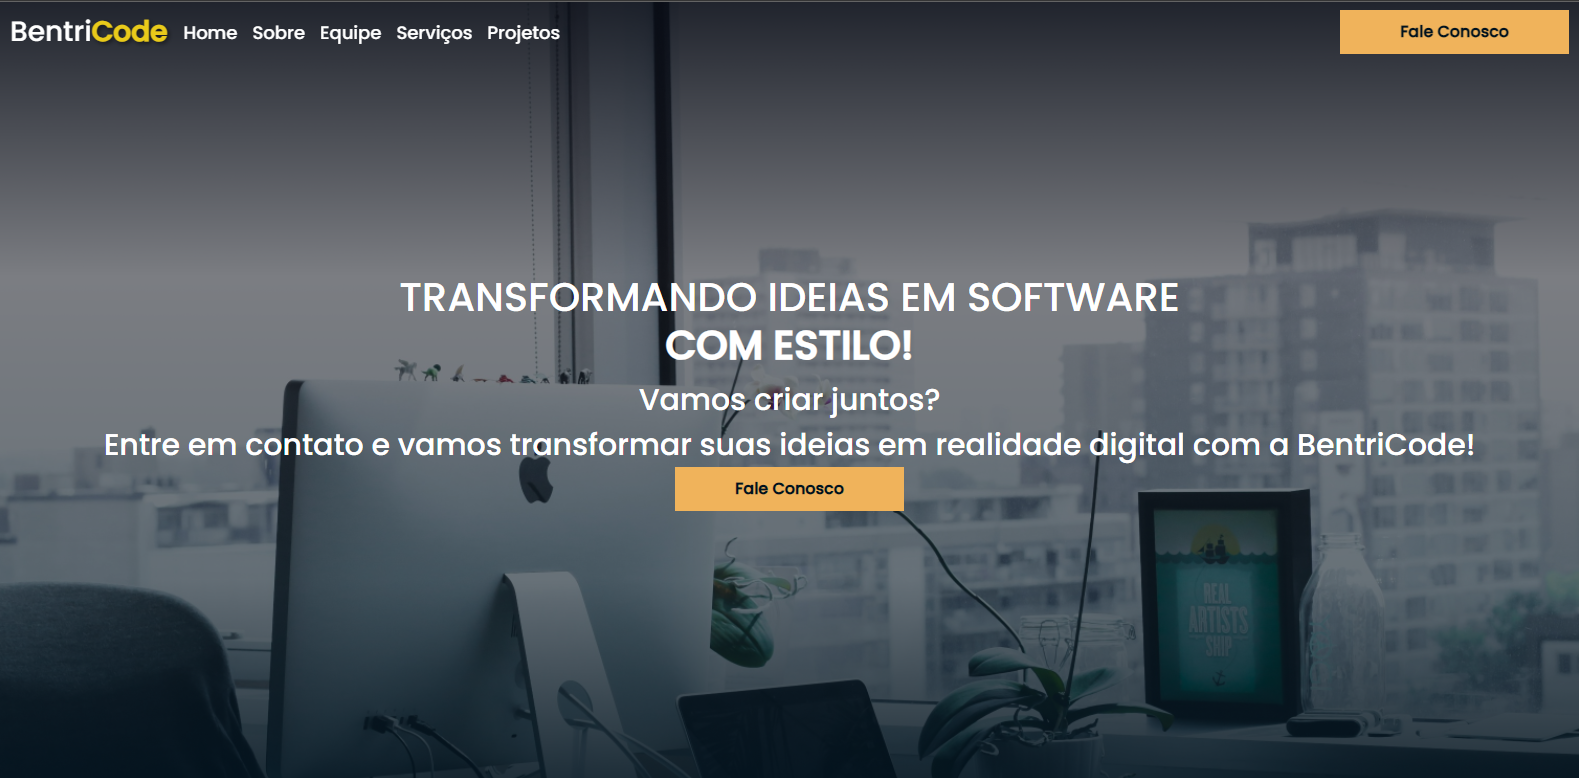 BentriCode Home Sobre Equipe Serviços Projetos Fale Conosco
TRANSFORMANDO IDEIAS EM SOFTWARE
COM ESTILO!
Vamos criar juntos?
Entre em contato e vamos transformar suas ideias em realidade digital com a BentriCode!
Fale Conosco
REAL
ARTISTS
SHIP